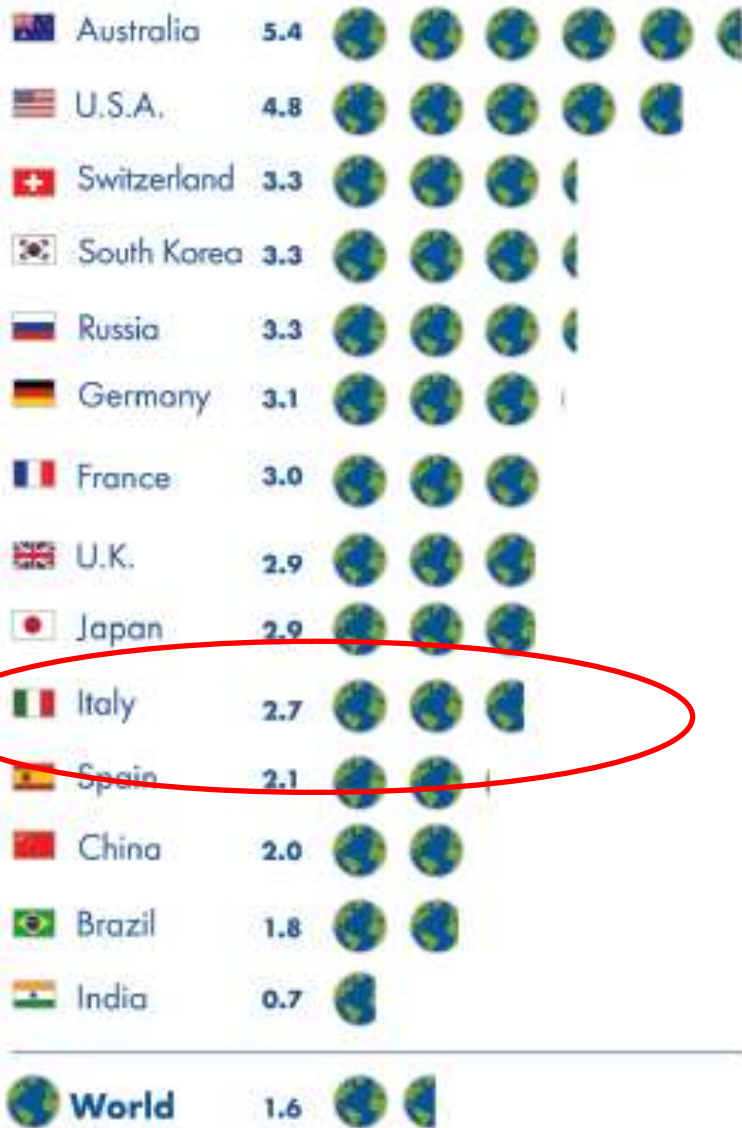 Australia 5.4
U.S.A. 4.8
Switzerland 3.3
South Korea 3.3
Russia 3.3
Germany 3.1
France 3.0
U.K. 2.9
Japan 2.9
Italy 2.7
Spain 2.1
China 2.0
Brazil 1.8
India 0.7
World 1.6